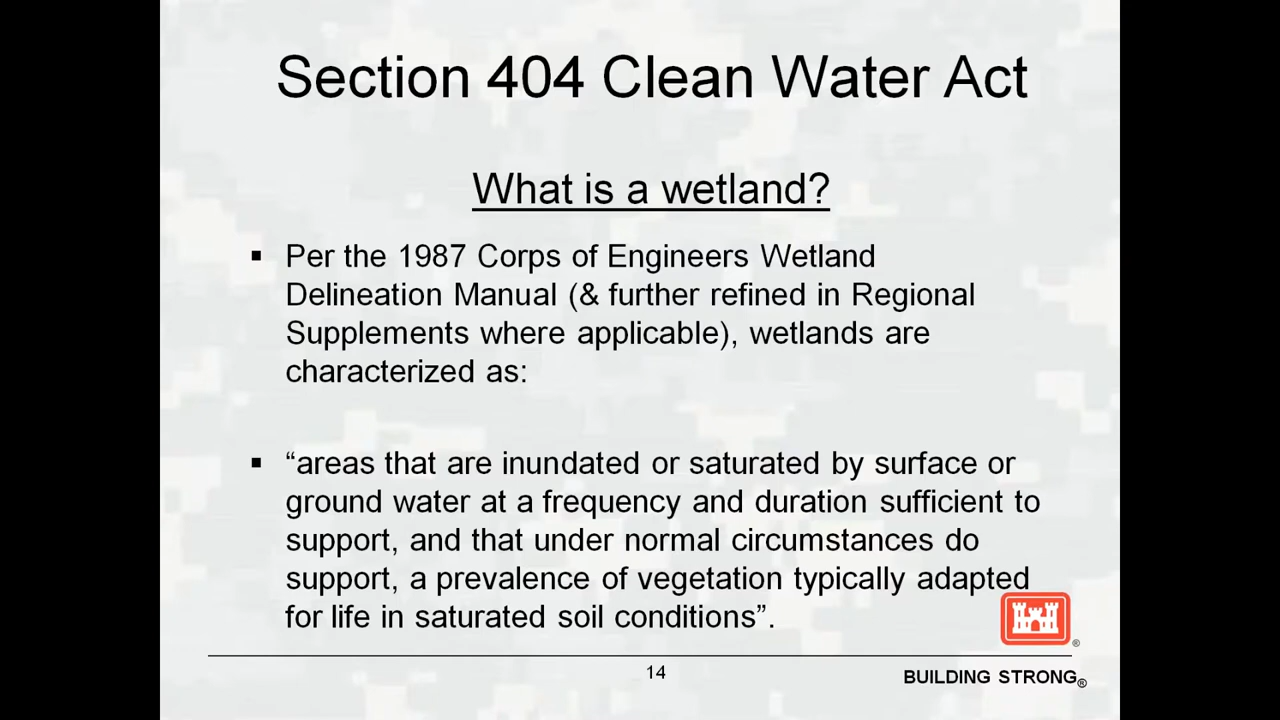 Section 404 Clean Water Act
What is a wetland?
▪ Per the 1987 Corps of Engineers Wetland
Delineation Manual (& further refined in Regional
Supplements where applicable), wetlands are
characterized as:
▪ “areas that are inundated or saturated by surface or
ground water at a frequency and duration sufficient to
support, and that under normal circumstances do
support, a prevalence of vegetation typically adapted
for life in saturated soil conditions”.
®
14
BUILDING STRONG®